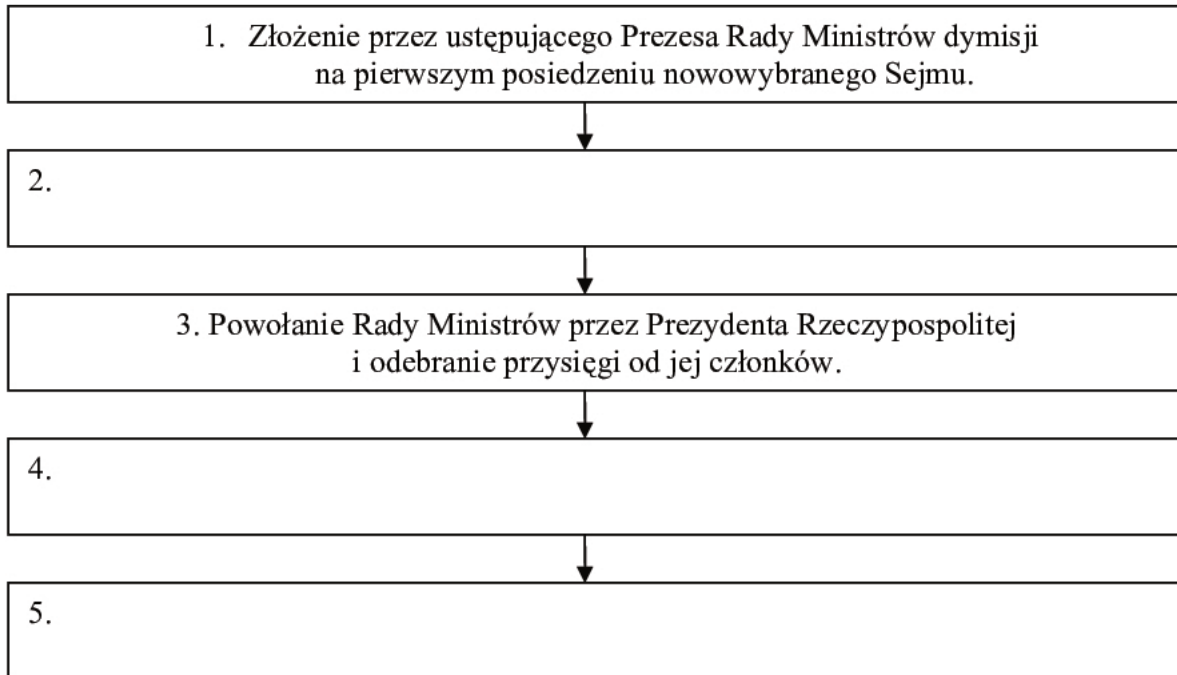 1. Złożenie przez ustępującego Prezesa Rady Ministrów dymisji
na pierwszym posiedzeniu nowowybranego Sejmu.
2.
3. Powołanie Rady Ministrów przez Prezydenta Rzeczypospolitej
i odebranie przysięgi od jej członków.
4.
5.